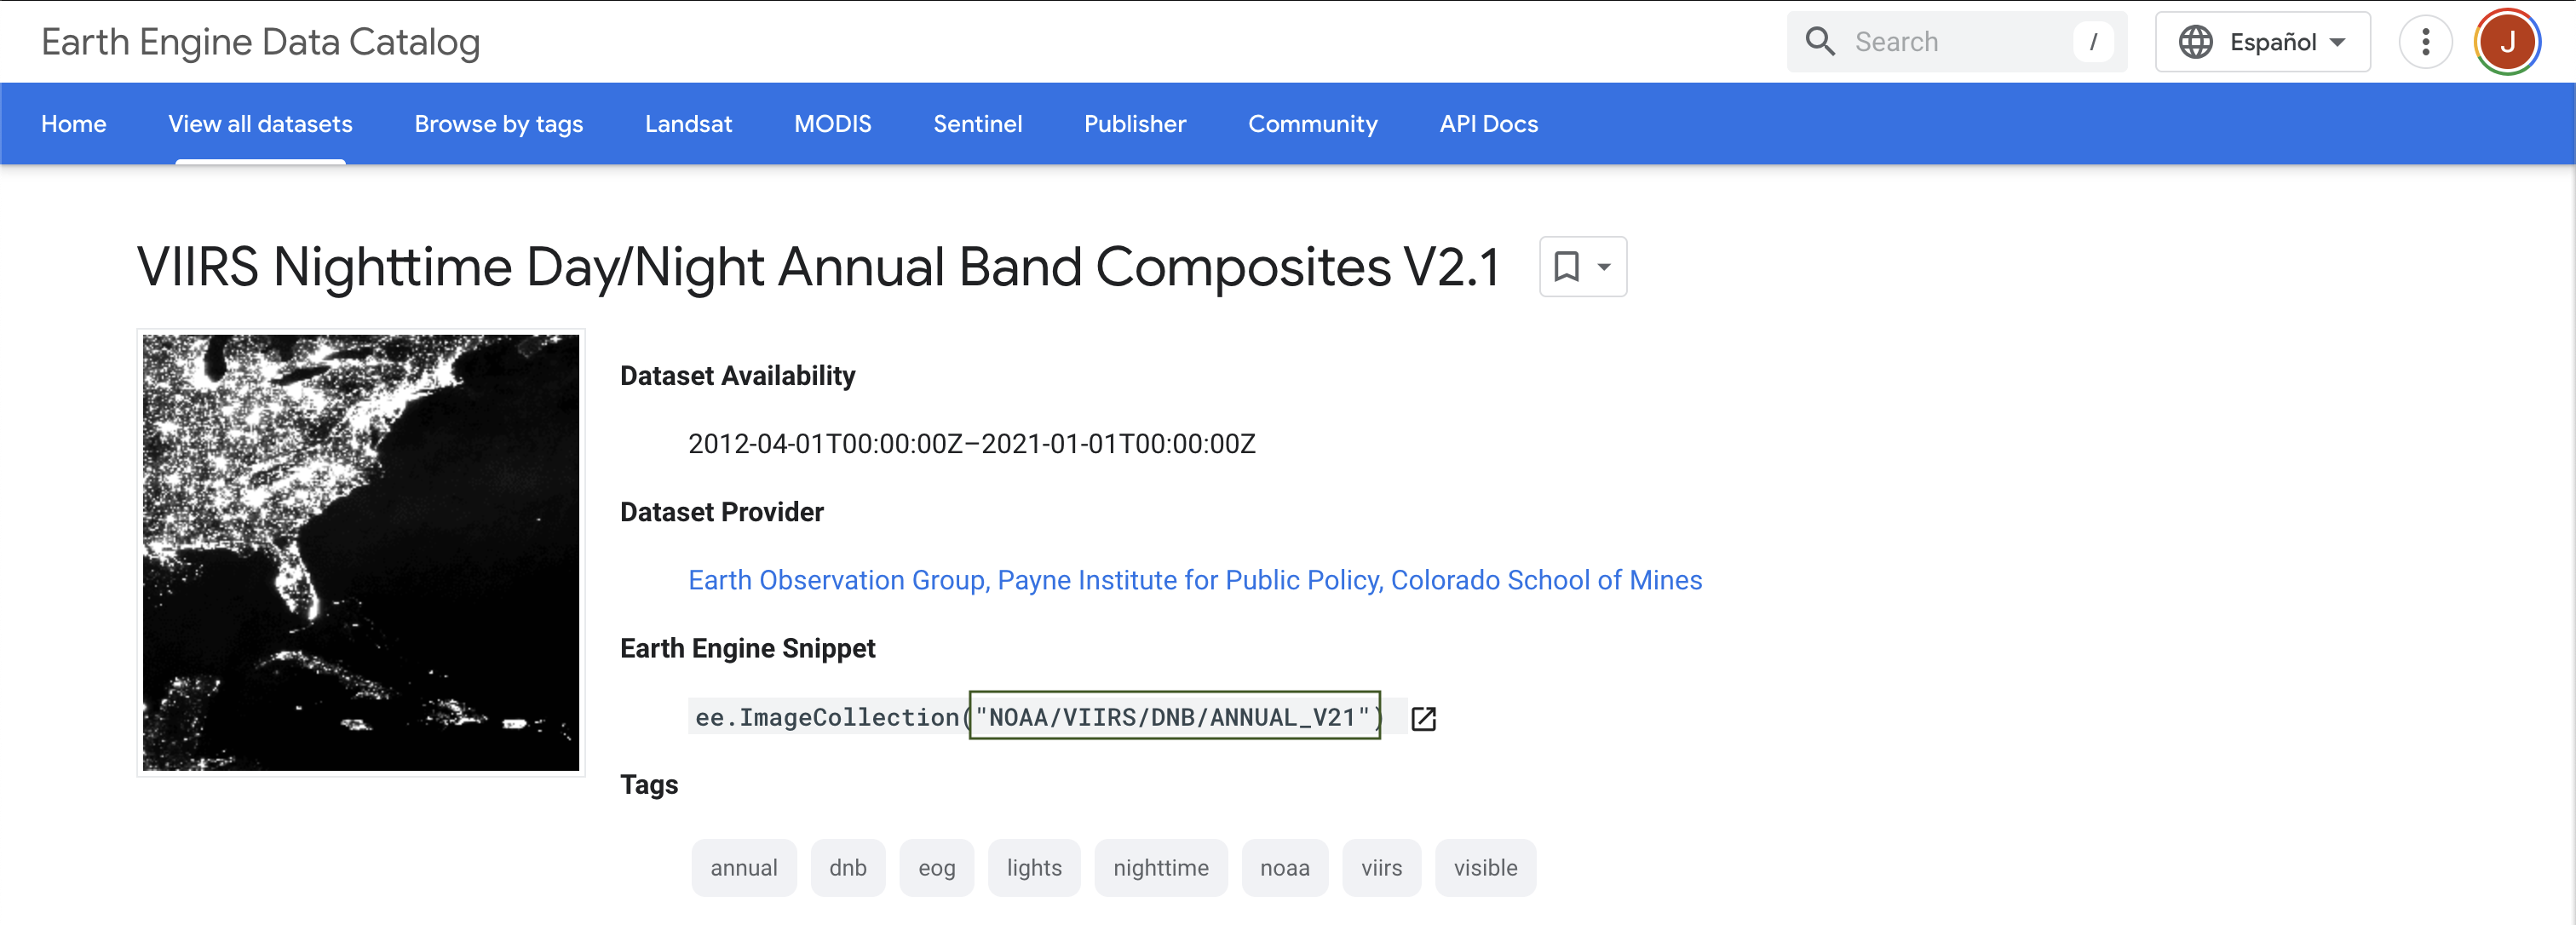 Earth Engine Data Catalog
Search
/
Español
J
Home View all datasets Browse by tags Landsat MODIS Sentinel Publisher Community API Docs
VIIRS Nighttime Day/Night Annual Band Composites V2.1
Dataset Availability
2012-04-01T00:00:00Z–2021-01-01T00:00:00Z
Dataset Provider
Earth Observation Group, Payne Institute for Public Policy, Colorado School of Mines
Earth Engine Snippet
ee.ImageCollection("NOAA/VIIRS/DNB/ANNUAL_V21")
Tags
annual dnb eog lights nighttime noaa viirs visible